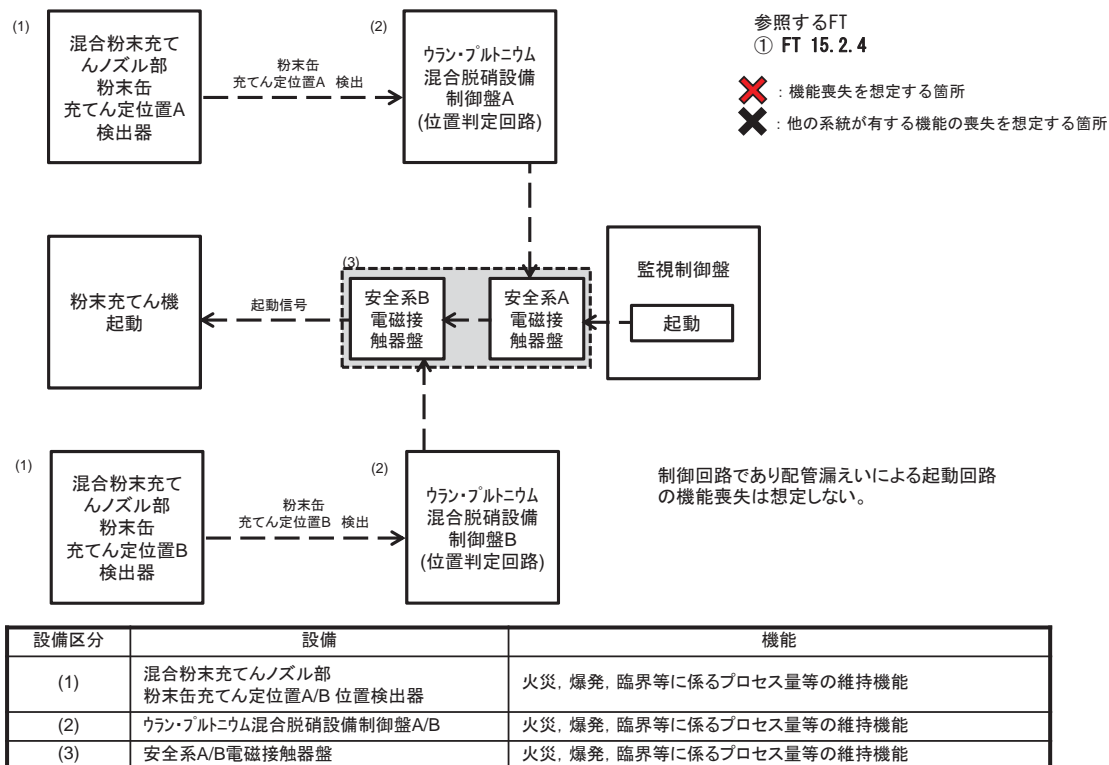 (1)
混合粉末充て
んノズル部
粉末缶
充てん定位置A
検出器
粉末缶
充てん定位置A 検出
(2)
ウラン・プルトニウム
混合脱硝設備
制御盤A
(位置判定回路)
参照するFT
① FT 15.2.4
:機能喪失を想定する箇所
:他の系統が有する機能の喪失を想定する箇所
粉末充てん機
起動
起動信号
(3)
安全系B
電磁接
触器盤
安全系A
電磁接
触器盤
監視制御盤
起動
(1)
混合粉末充て
んノズル部
粉末缶
充てん定位置B
検出器
粉末缶
充てん定位置B 検出
(2)
ウラン・プルトニウム
混合脱硝設備
制御盤B
(位置判定回路)
制御回路であり配管漏えいによる起動回路
の機能喪失は想定しない。
設備区分 設備 機能
(1) 混合粉末充てんノズル部
粉末缶充てん定位置A/B 位置検出器 火災, 爆発, 臨界等に係るプロセス量等の維持機能
(2) ウラン・プルトニウム混合脱硝設備制御盤A/B 火災, 爆発, 臨界等に係るプロセス量等の維持機能
(3) 安全系A/B電磁接触器盤 火災, 爆発, 臨界等に係るプロセス量等の維持機能